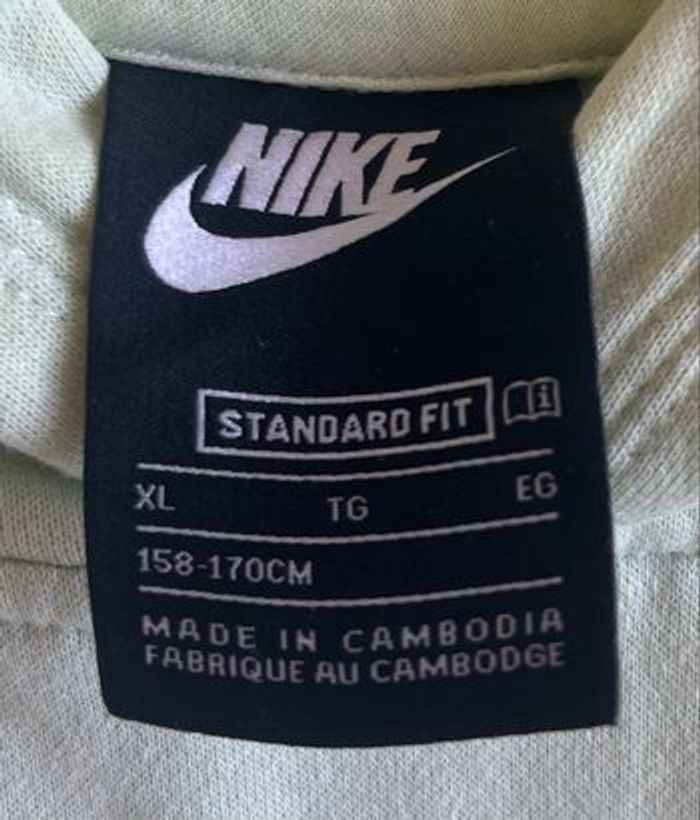 NIKE
STANDARD FIT i
XL TG EG
158-170CM
MADE IN CAMBODIA
FABRIQUE AU CAMBODGE